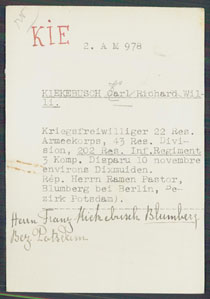 KIE
2. A M 978
KIEKEBUSCH Carl Richard Wil-
li.
Kriegsfreiwilliger 22 Res.
Armeekorps, 43 Res. Divi-
sion, 202 Res. Inf.Regiment
3 Komp. Disparu 10 novembre
environs Dixmuiden.
Rép. Herrn Ramen Pastor,
Blumberg bei Berlin, Be-
zirk Potsdam).
Herrn Franz Kiekebusch Blumberg
Bez. Potsdam